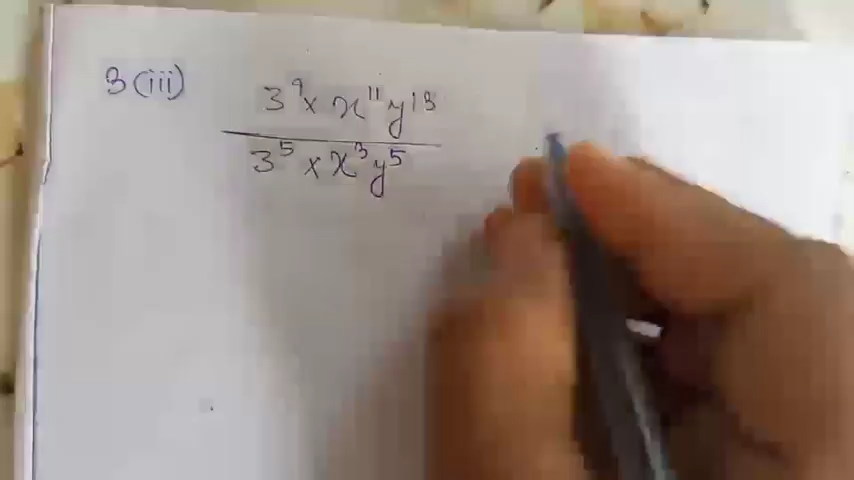 3(iii) 3⁹ × x¹¹ y¹³
3⁵ × x³ y⁵